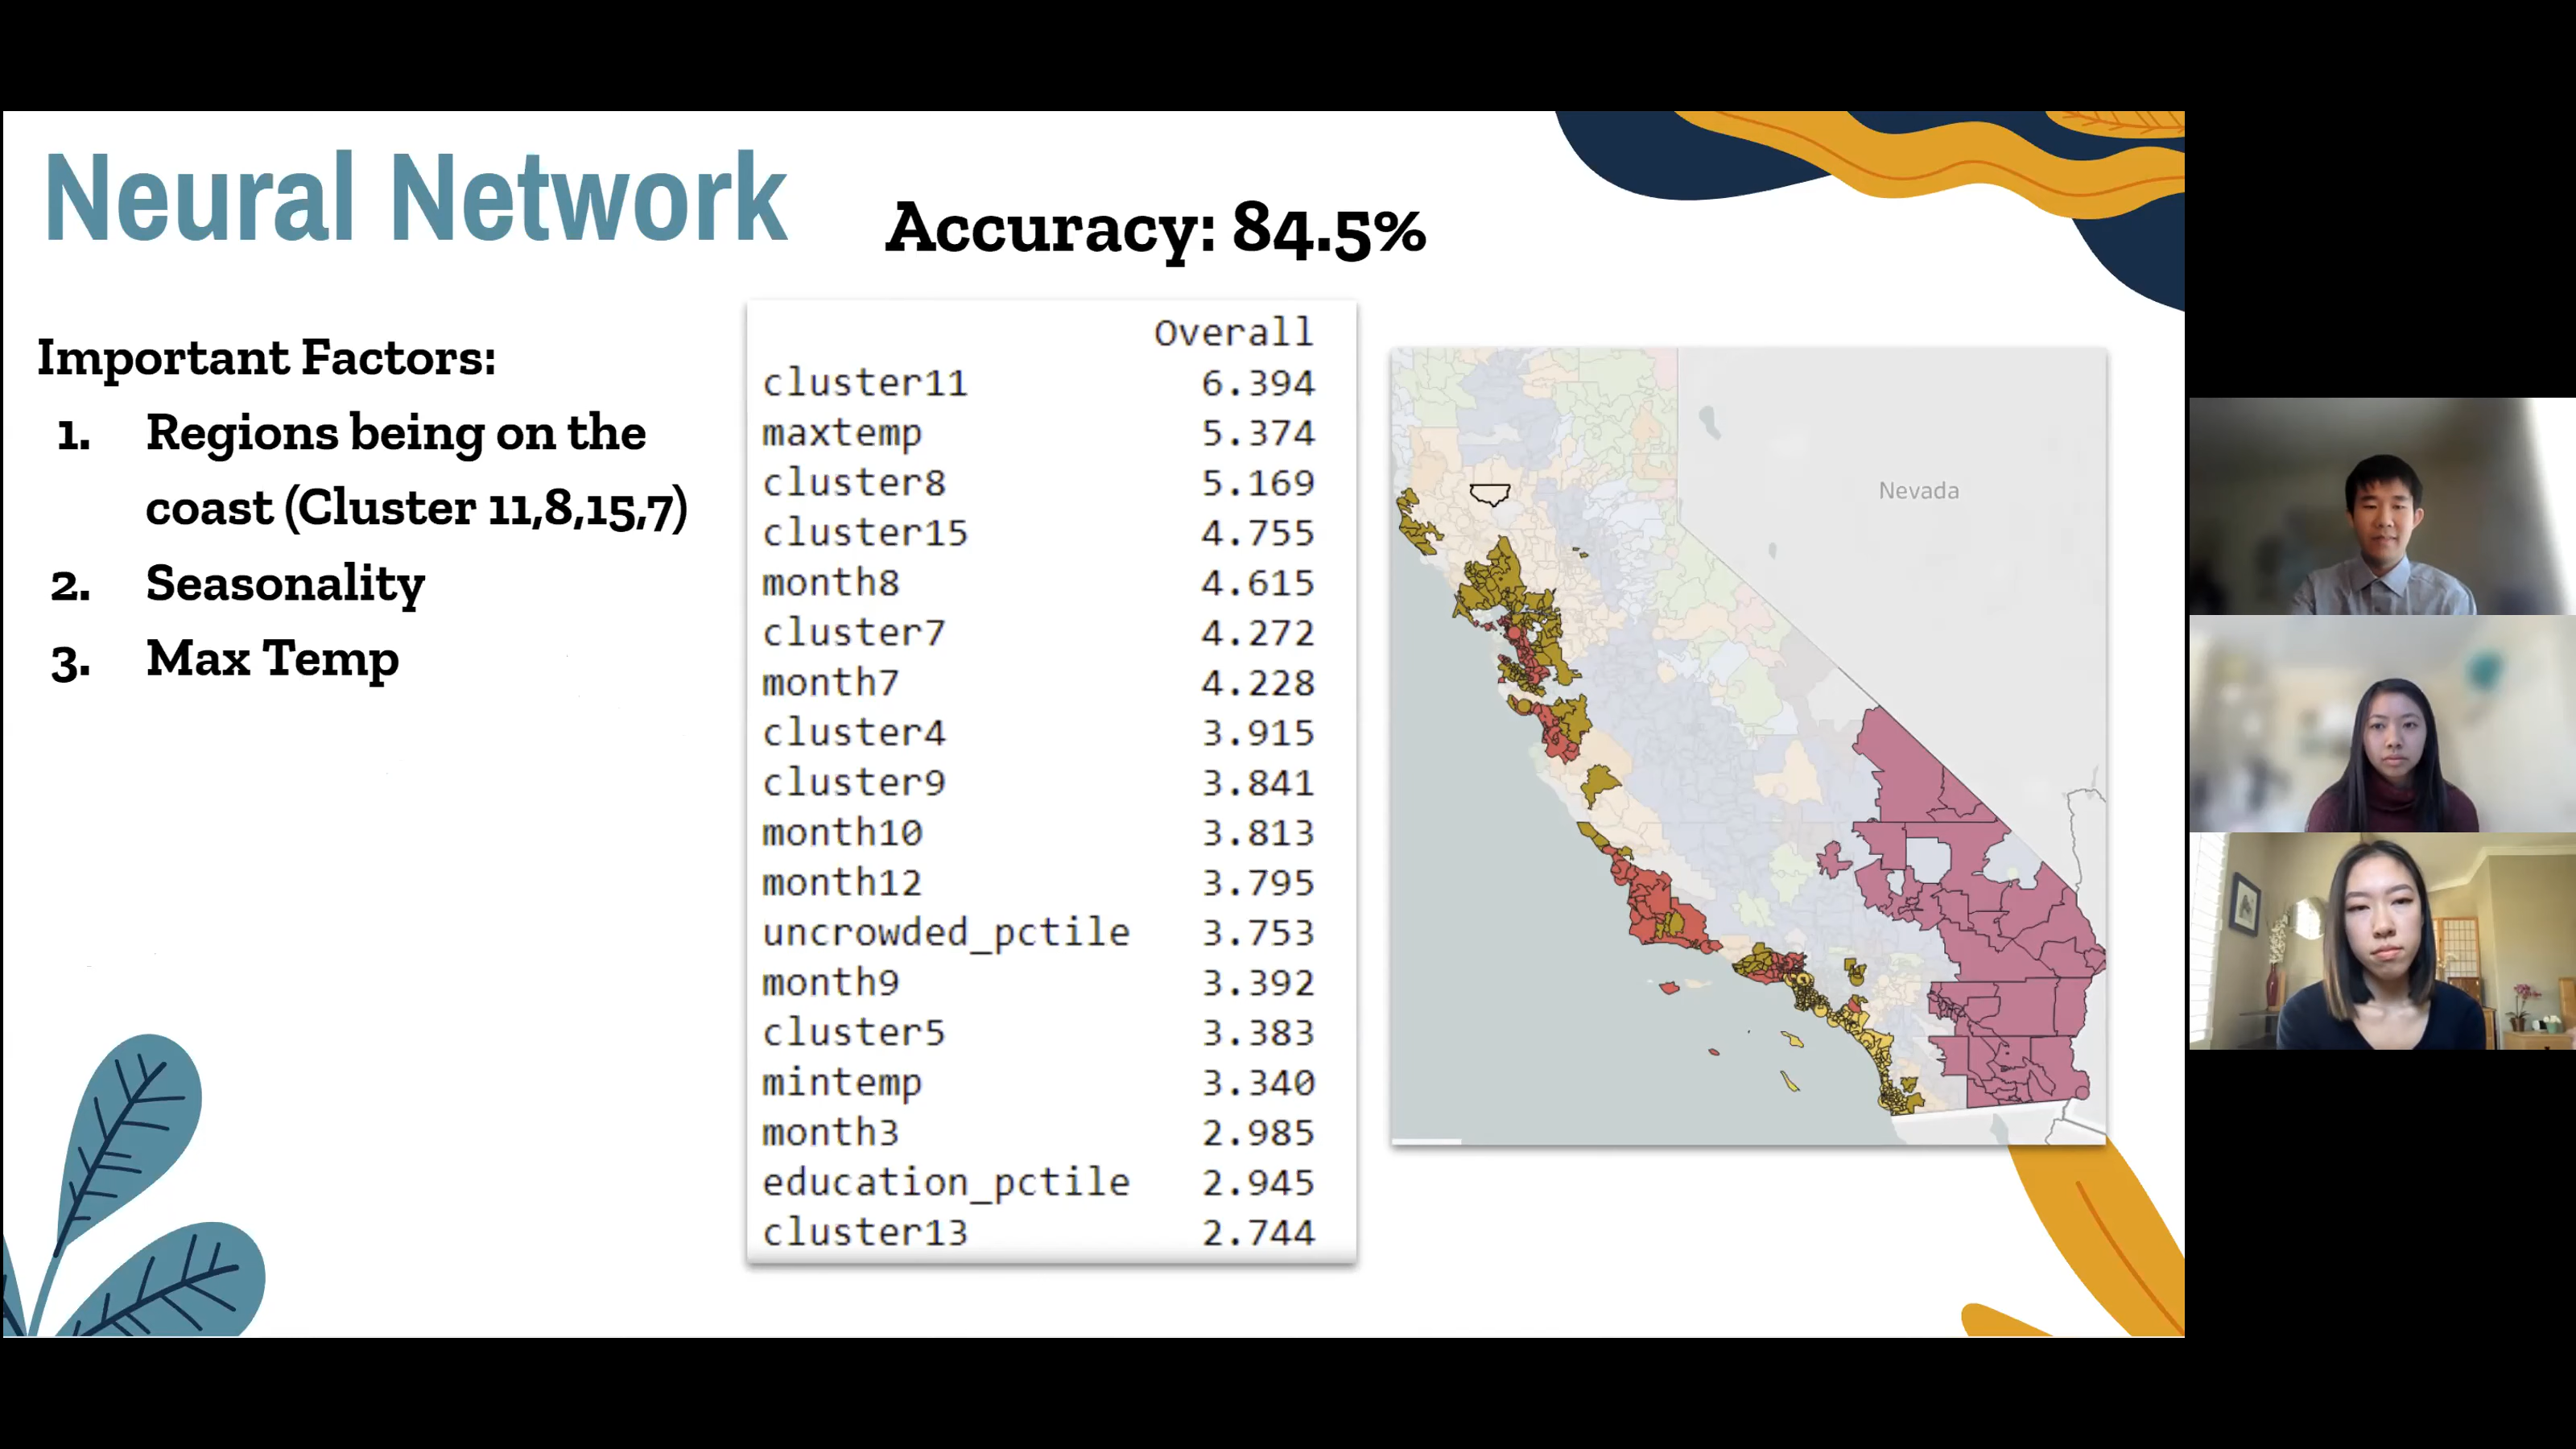 Neural Network
Accuracy: 84.5%
Important Factors:
1. Regions being on the
coast (Cluster 11,8,15,7)
2. Seasonality
3. Max Temp
Overall
cluster11 6.394
maxtemp 5.374
cluster8 5.169
cluster15 4.755
month8 4.615
cluster7 4.272
month7 4.228
cluster4 3.915
cluster9 3.841
month10 3.813
month12 3.795
uncrowded_pctile 3.753
month9 3.392
cluster5 3.383
mintemp 3.340
month3 2.985
education_pctile 2.945
cluster13 2.744
Nevada